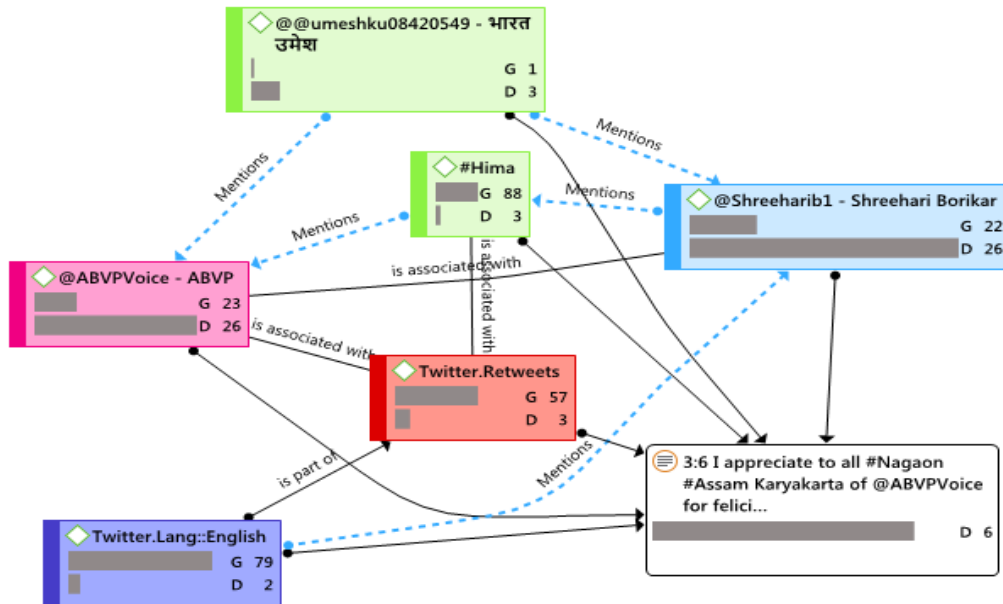 @@umeshku08420549 - भारत
उमेश
G 1
D 3
Mentions
Mentions
#Hima
G 88
D 3
Mentions
Mentions
@Shreeharib1 - Shreehari Borikar
G 22
D 26
is associated with
is associated with
@ABVPVoice - ABVP
G 23
D 26
is associated with
Twitter.Retweets
G 57
D 3
is part of
Mentions
3:6 I appreciate to all #Nagaon
#Assam Karyakarta of @ABVPVoice
for felici...
D 6
Twitter.Lang::English
G 79
D 2